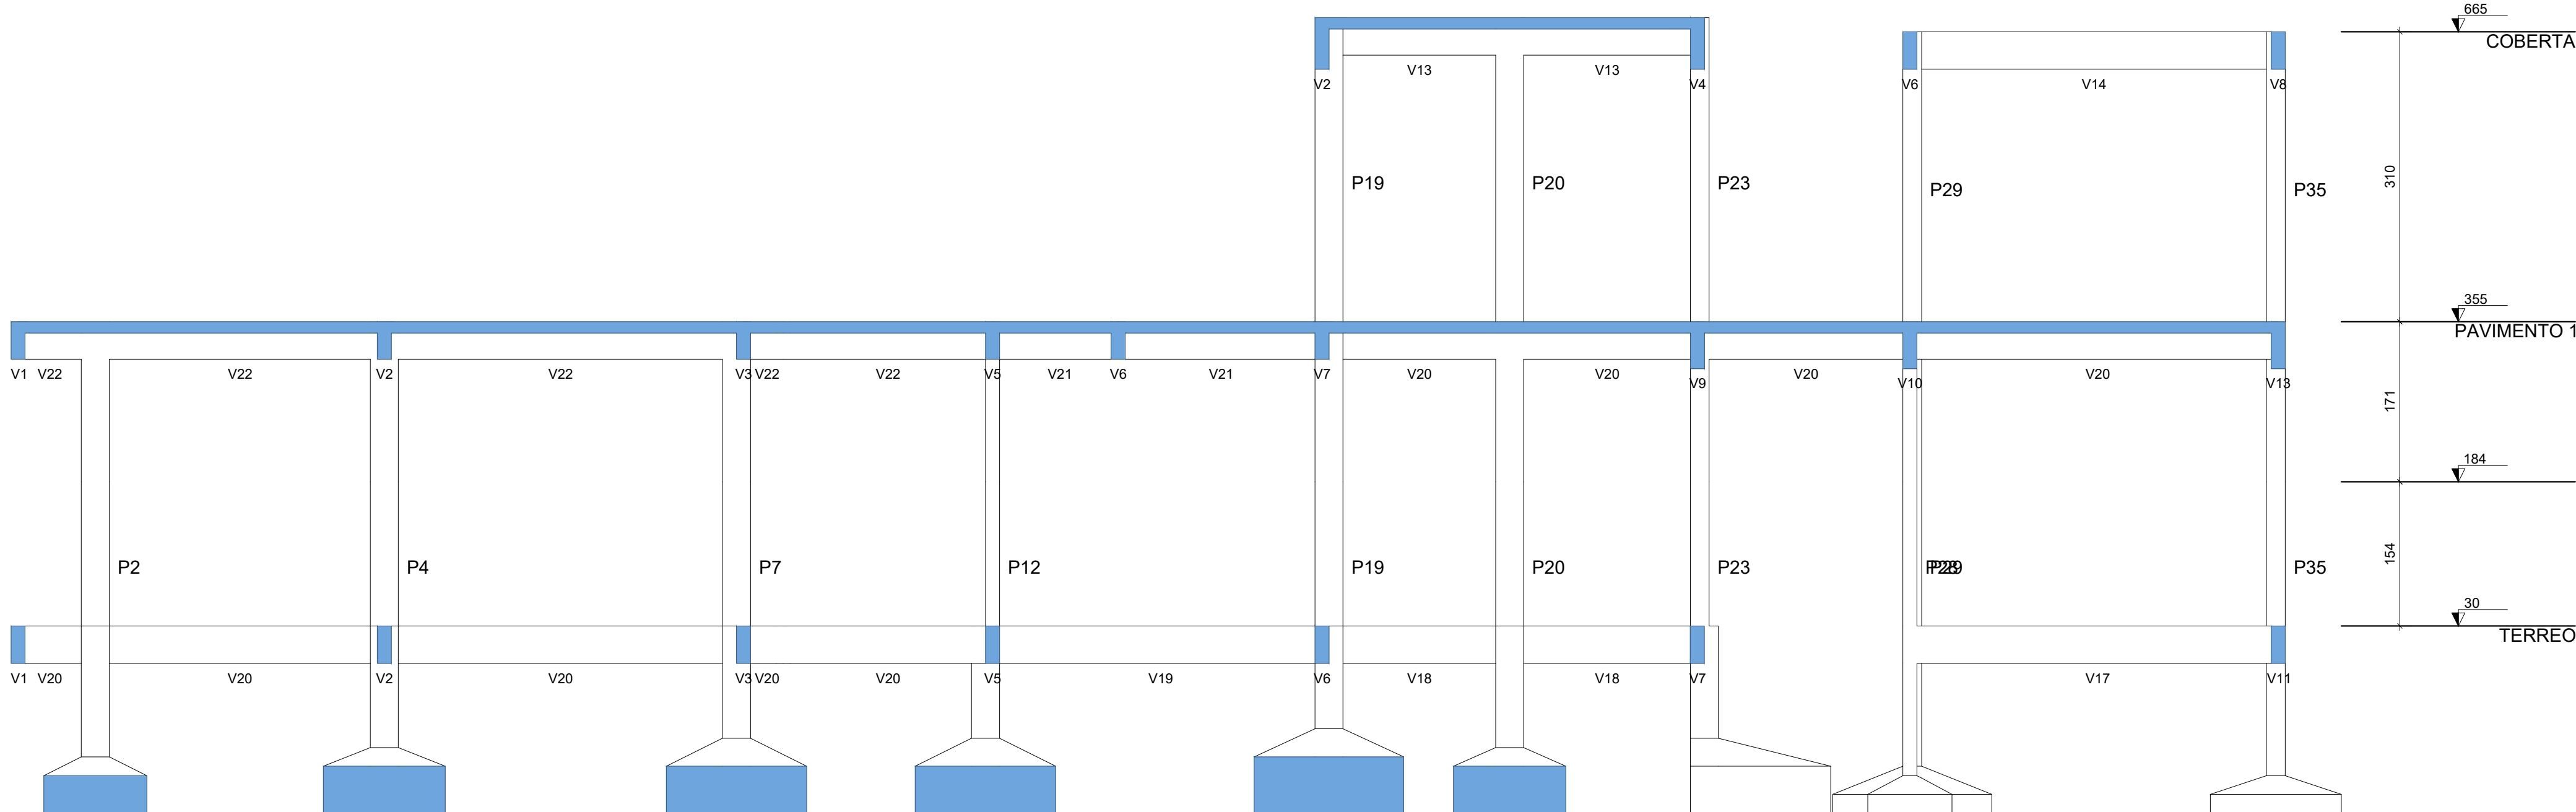 665
COBERTA
V13 V13
V2 V4 V6 V14 V8
310
P19 P20 P23 P29 P35
355
PAVIMENTO 1
V1 V22 V22 V2 V22 V3 V22 V22 V5 V21 V6 V21 V7 V20 V20 V9 V20 V10 V20 V13
171
184
154
P2 P4 P7 P12 P19 P20 P23 P29 P35
30
TERREO
V1 V20 V20 V2 V20 V3 V20 V20 V5 V19 V6 V18 V18 V7 V17 V11